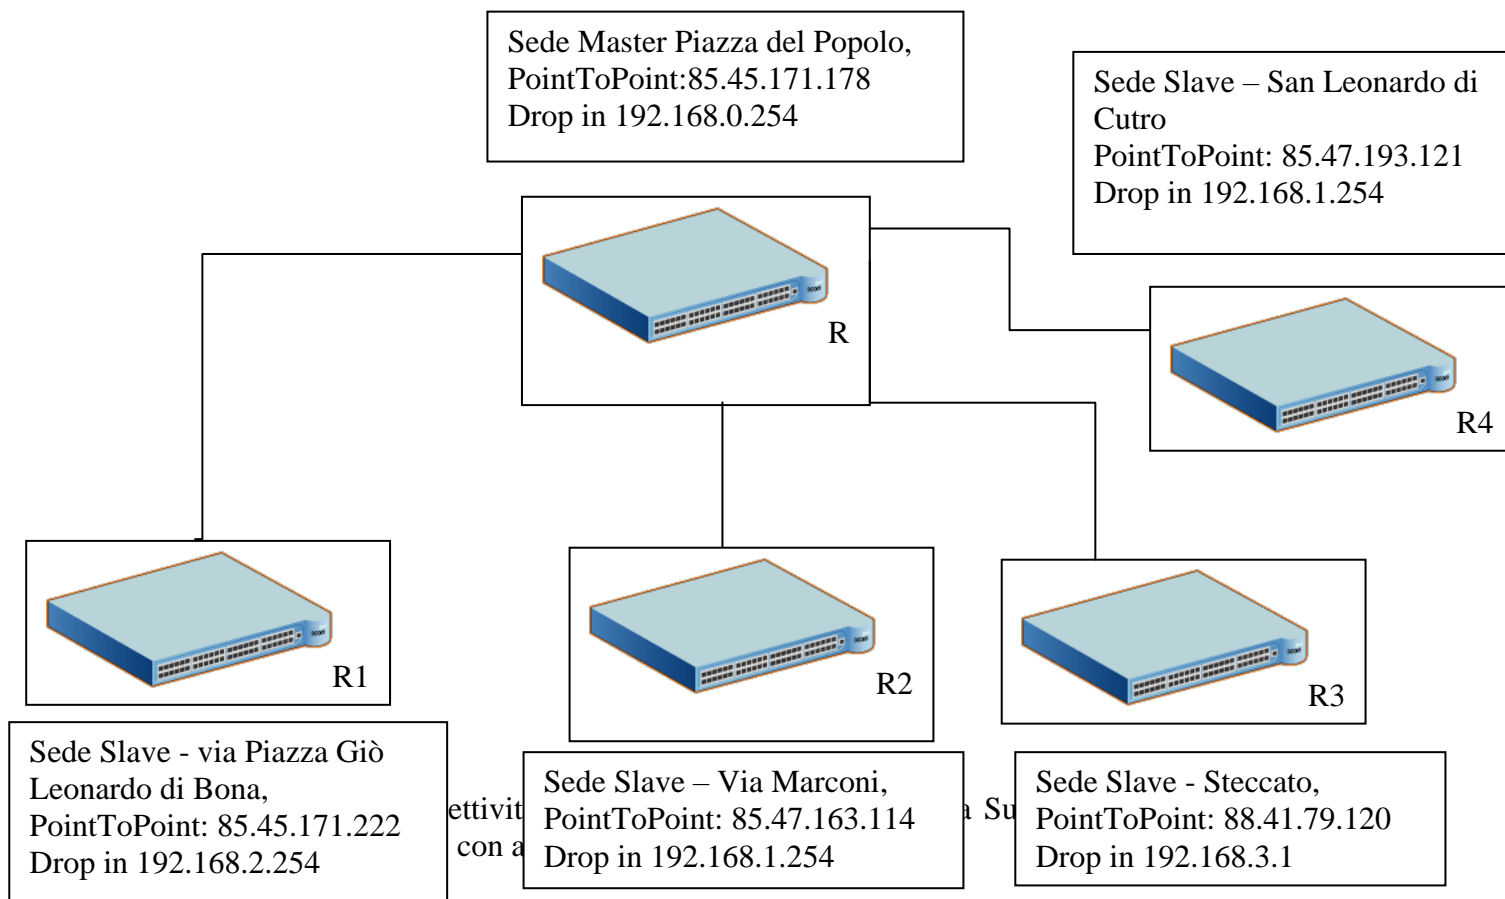 Sede Master Piazza del Popolo,
PointToPoint:85.45.171.178
Drop in 192.168.0.254
Sede Slave – San Leonardo di
Cutro
PointToPoint: 85.47.193.121
Drop in 192.168.1.254
R
R4
R1
R2
R3
Sede Slave - via Piazza Giò
Leonardo di Bona,
PointToPoint: 85.45.171.222
Drop in 192.168.2.254
ettivit
con a
Sede Slave – Via Marconi,
PointToPoint: 85.47.163.114
Drop in 192.168.1.254
a Su
Sede Slave - Steccato,
PointToPoint: 88.41.79.120
Drop in 192.168.3.1